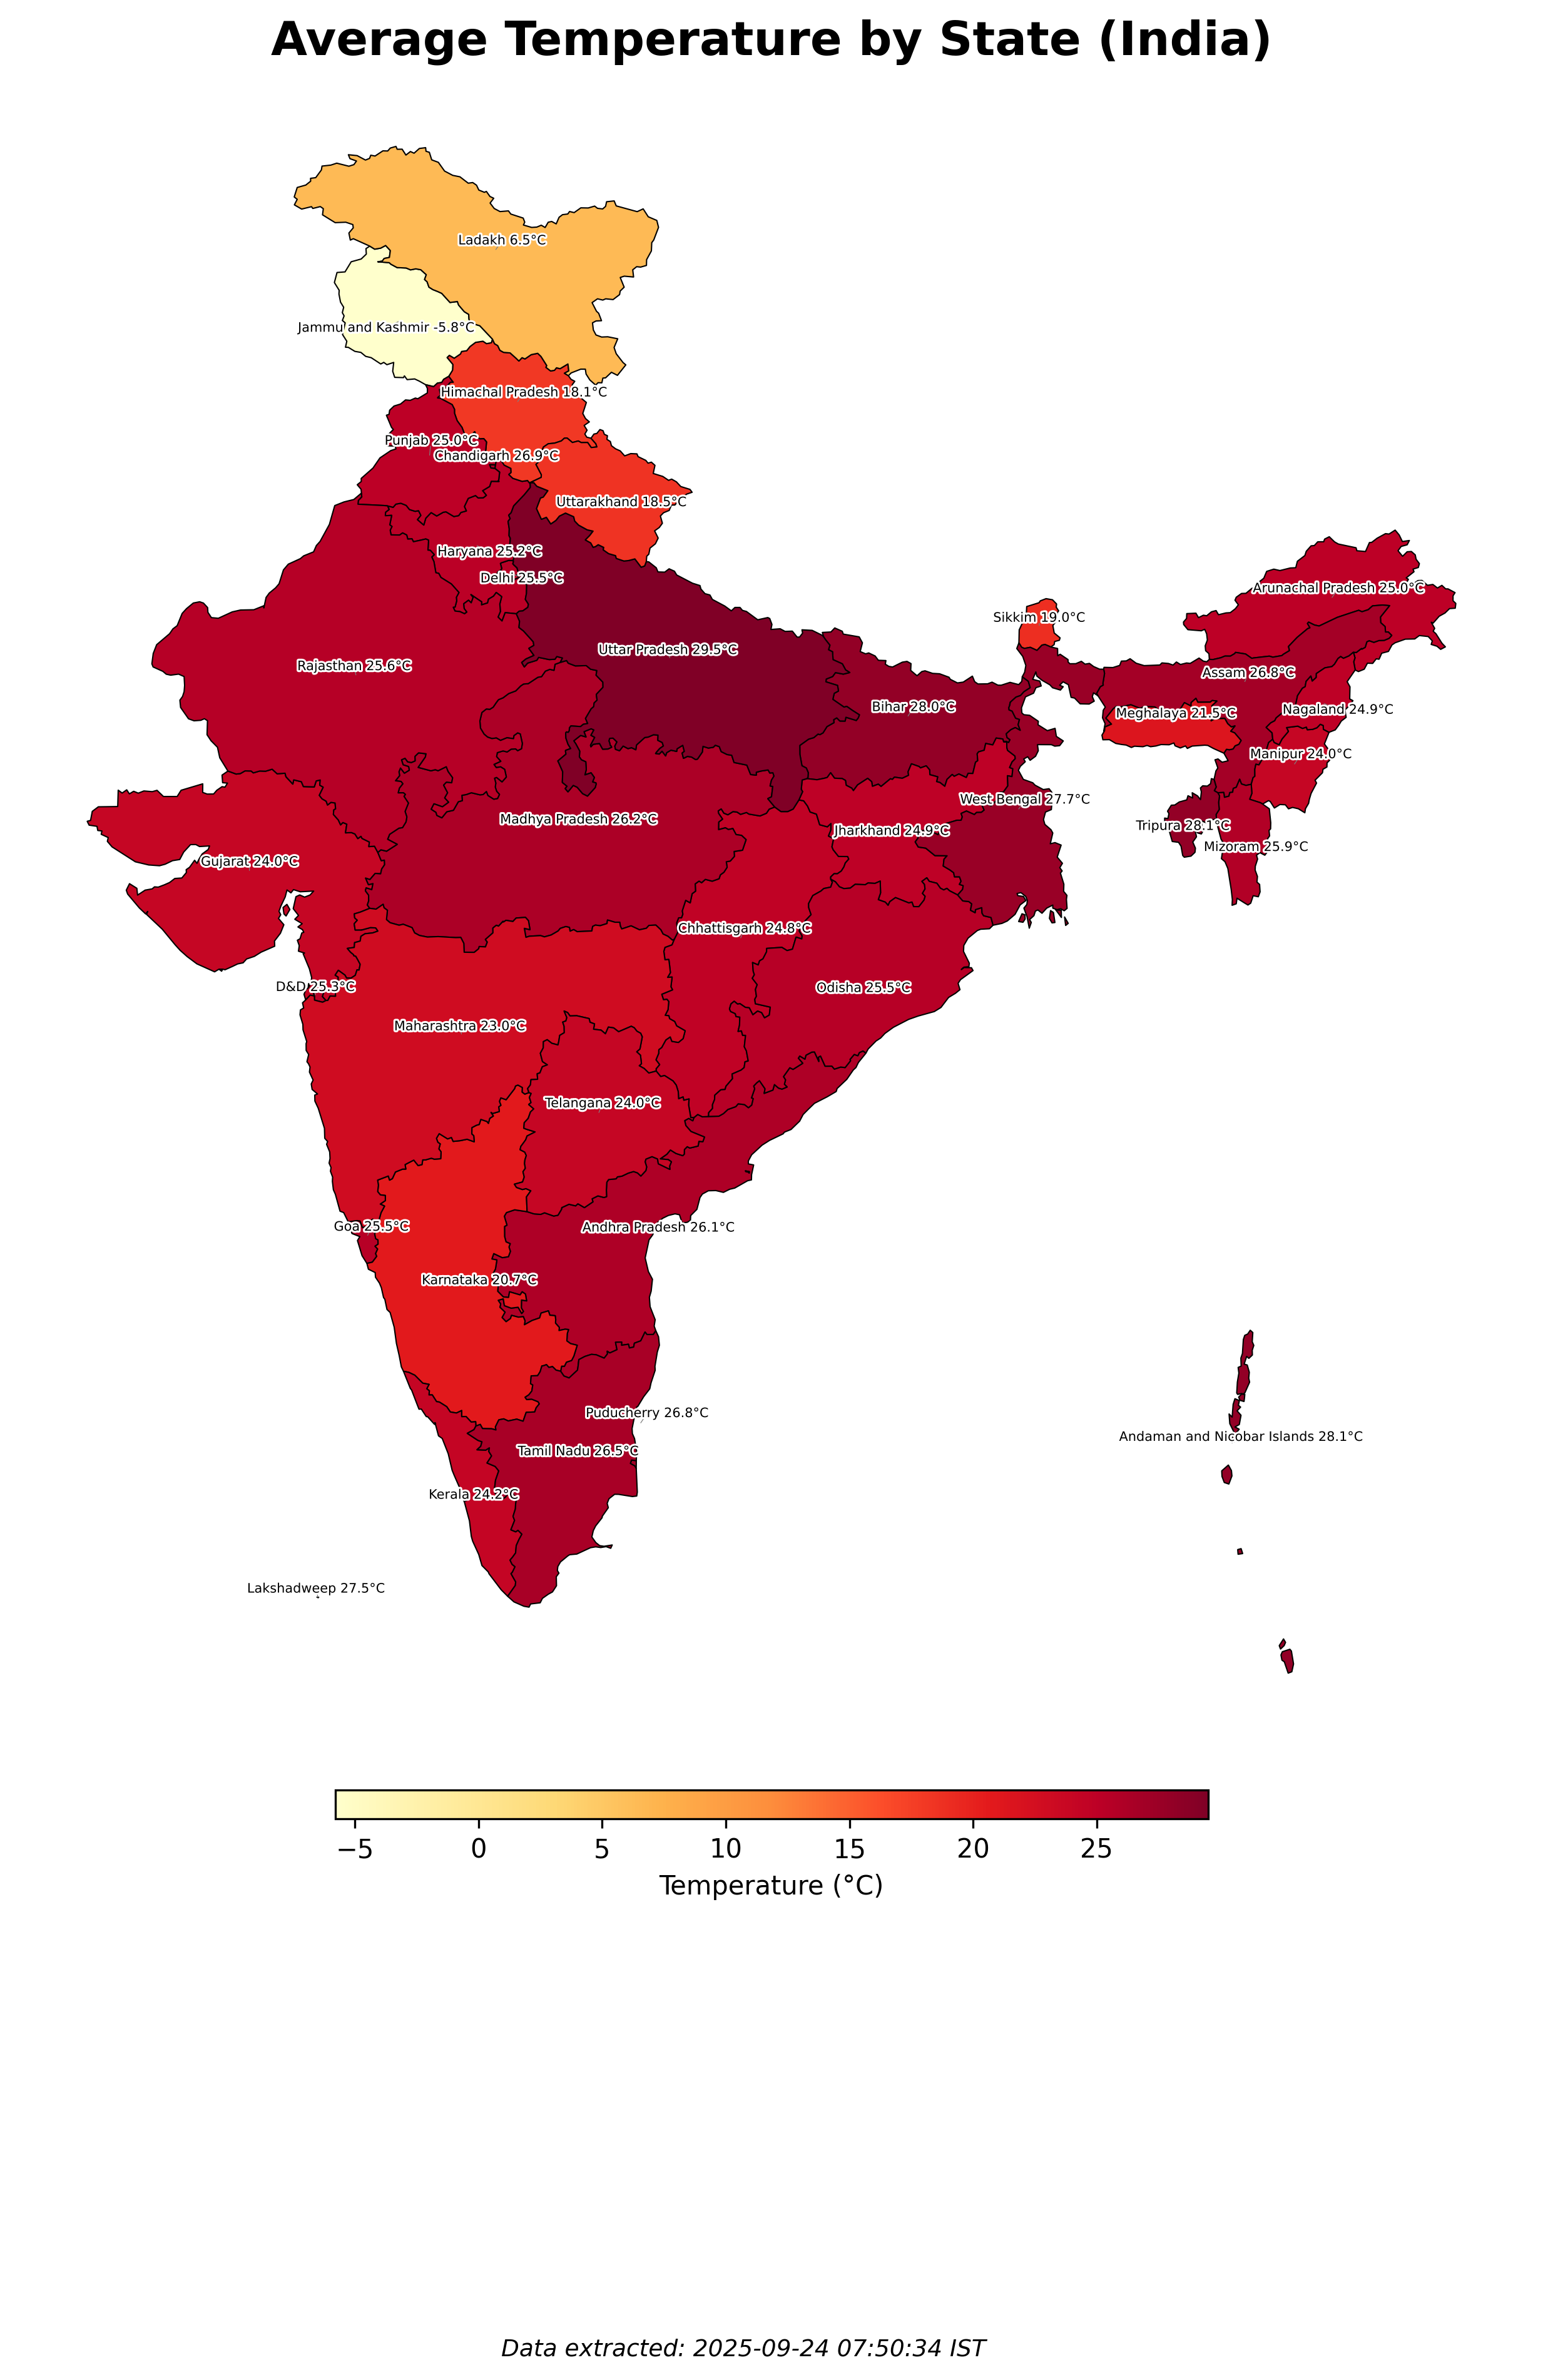 Average Temperature by State (India)
Ladakh 6.5°C
Jammu and Kashmir -5.8°C
Himachal Pradesh 18.1°C
Punjab 25.0°C
Chandigarh 26.9°C
Uttarakhand 18.5°C
Haryana 25.2°C
Delhi 25.5°C
Arunachal Pradesh 25.0°C
Sikkim 19.0°C
Uttar Pradesh 29.5°C
Rajasthan 25.6°C
Assam 26.8°C
Bihar 28.0°C
Meghalaya 21.5°C
Nagaland 24.9°C
Manipur 24.0°C
West Bengal 27.7°C
Madhya Pradesh 26.2°C
Tripura 28.1°C
Jharkhand 24.9°C
Mizoram 25.9°C
Gujarat 24.0°C
Chhattisgarh 24.8°C
D&D 25.3°C
Odisha 25.5°C
Maharashtra 23.0°C
Telangana 24.0°C
Goa 25.5°C
Andhra Pradesh 26.1°C
Karnataka 20.7°C
Puducherry 26.8°C
Andaman and Nicobar Islands 28.1°C
Tamil Nadu 26.5°C
Kerala 24.2°C
Lakshadweep 27.5°C
−5 0 5 10 15 20 25
Temperature (°C)
Data extracted: 2025-09-24 07:50:34 IST